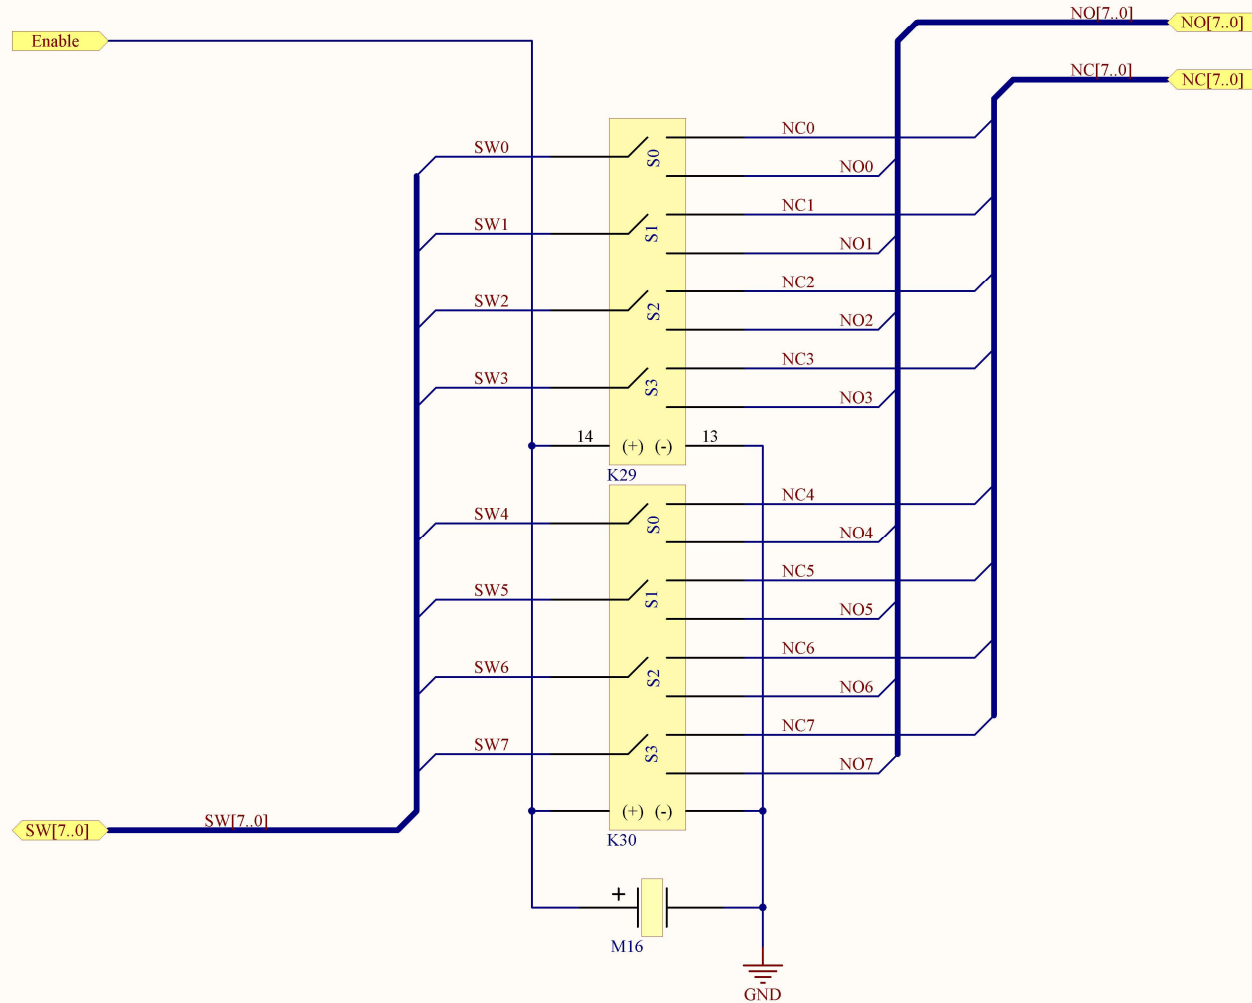 NO[7..0]
NO[7..0]
Enable
NC[7..0]
NC[7..0]
NC0
SW0
S0
NO0
NC1
SW1
S1
NO1
NC2
SW2
S2
NO2
NC3
SW3
S3
NO3
14 (+) (-) 13
K29
NC4
SW4
S0
NO4
NC5
SW5
S1
NO5
NC6
SW6
S2
NO6
NC7
SW7
S3
NO7
(+) (-)
SW[7..0]
SW[7..0]
K30
+
M16
GND